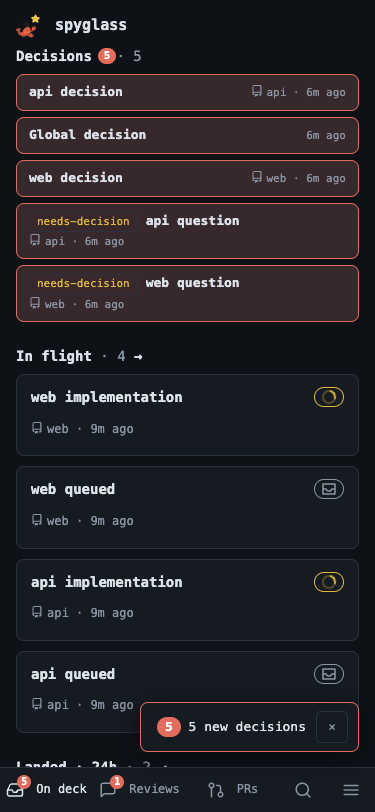 spyglass
Decisions 5 · 5
api decision api · 6m ago
Global decision 6m ago
web decision web · 6m ago
needs-decision api question
api · 6m ago
needs-decision web question
web · 6m ago
In flight · 4 →
web implementation
web · 9m ago
web queued
web · 9m ago
api implementation
api · 9m ago
api queued
api · 9m ago
5 5 new decisions ×
Landed · 24h · 2 →
5 On deck 1 Reviews PRs